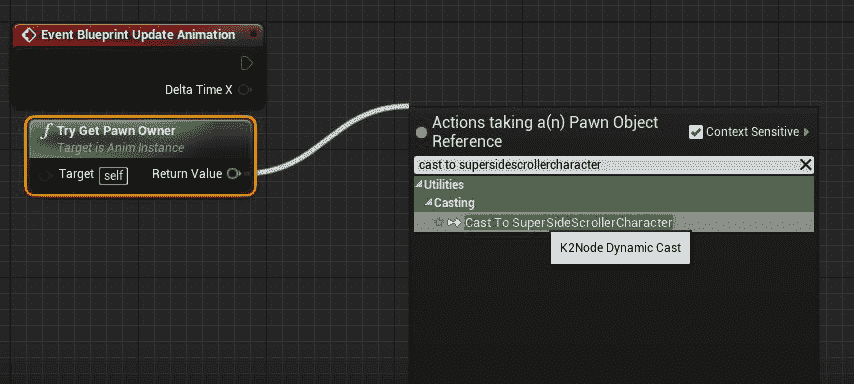 Event Blueprint Update Animation
Delta Time X
Try Get Pawn Owner
Target is Anim Instance
Target self Return Value
Actions taking a(n) Pawn Object
Reference
Context Sensitive
cast to supersidescrollercharacter
Utilities
Casting
Cast To SuperSideScrollerCharacter
K2Node Dynamic Cast